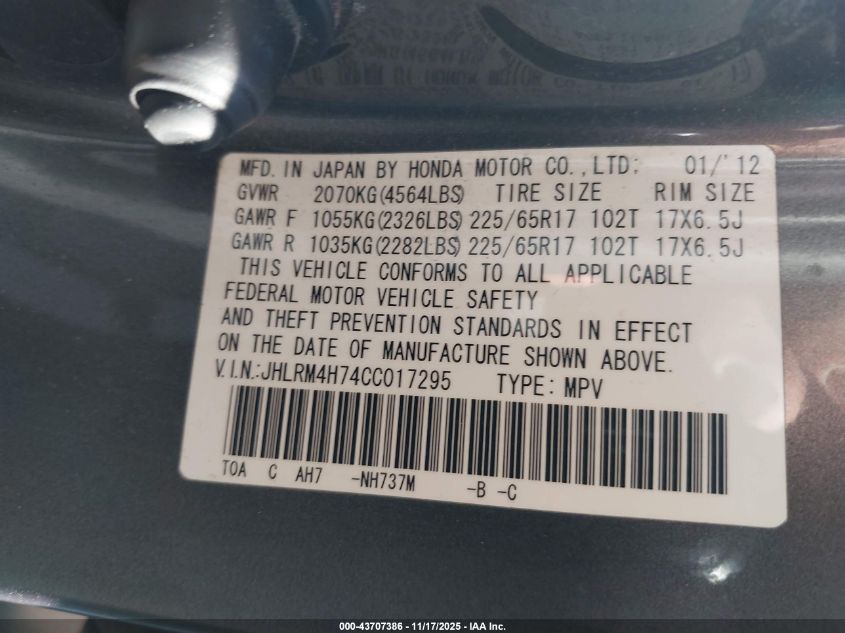 MFD. IN JAPAN BY HONDA MOTOR CO.,LTD: 01/'12
GVWR 2070KG(4564LBS) TIRE SIZE RIM SIZE
GAWR F 1055KG(2326LBS) 225/65R17 102T 17X6.5J
GAWR R 1035KG(2282LBS) 225/65R17 102T 17X6.5J
THIS VEHICLE CONFORMS TO ALL APPLICABLE
FEDERAL MOTOR VEHICLE SAFETY
AND THEFT PREVENTION STANDARDS IN EFFECT
ON THE DATE OF MANUFACTURE SHOWN ABOVE.
V.I.N.:JHLRM4H74CC017295 TYPE: MPV
TOA C AH7 -NH737M -B -C
000-43707386 - 11/17/2025 - IAA Inc.